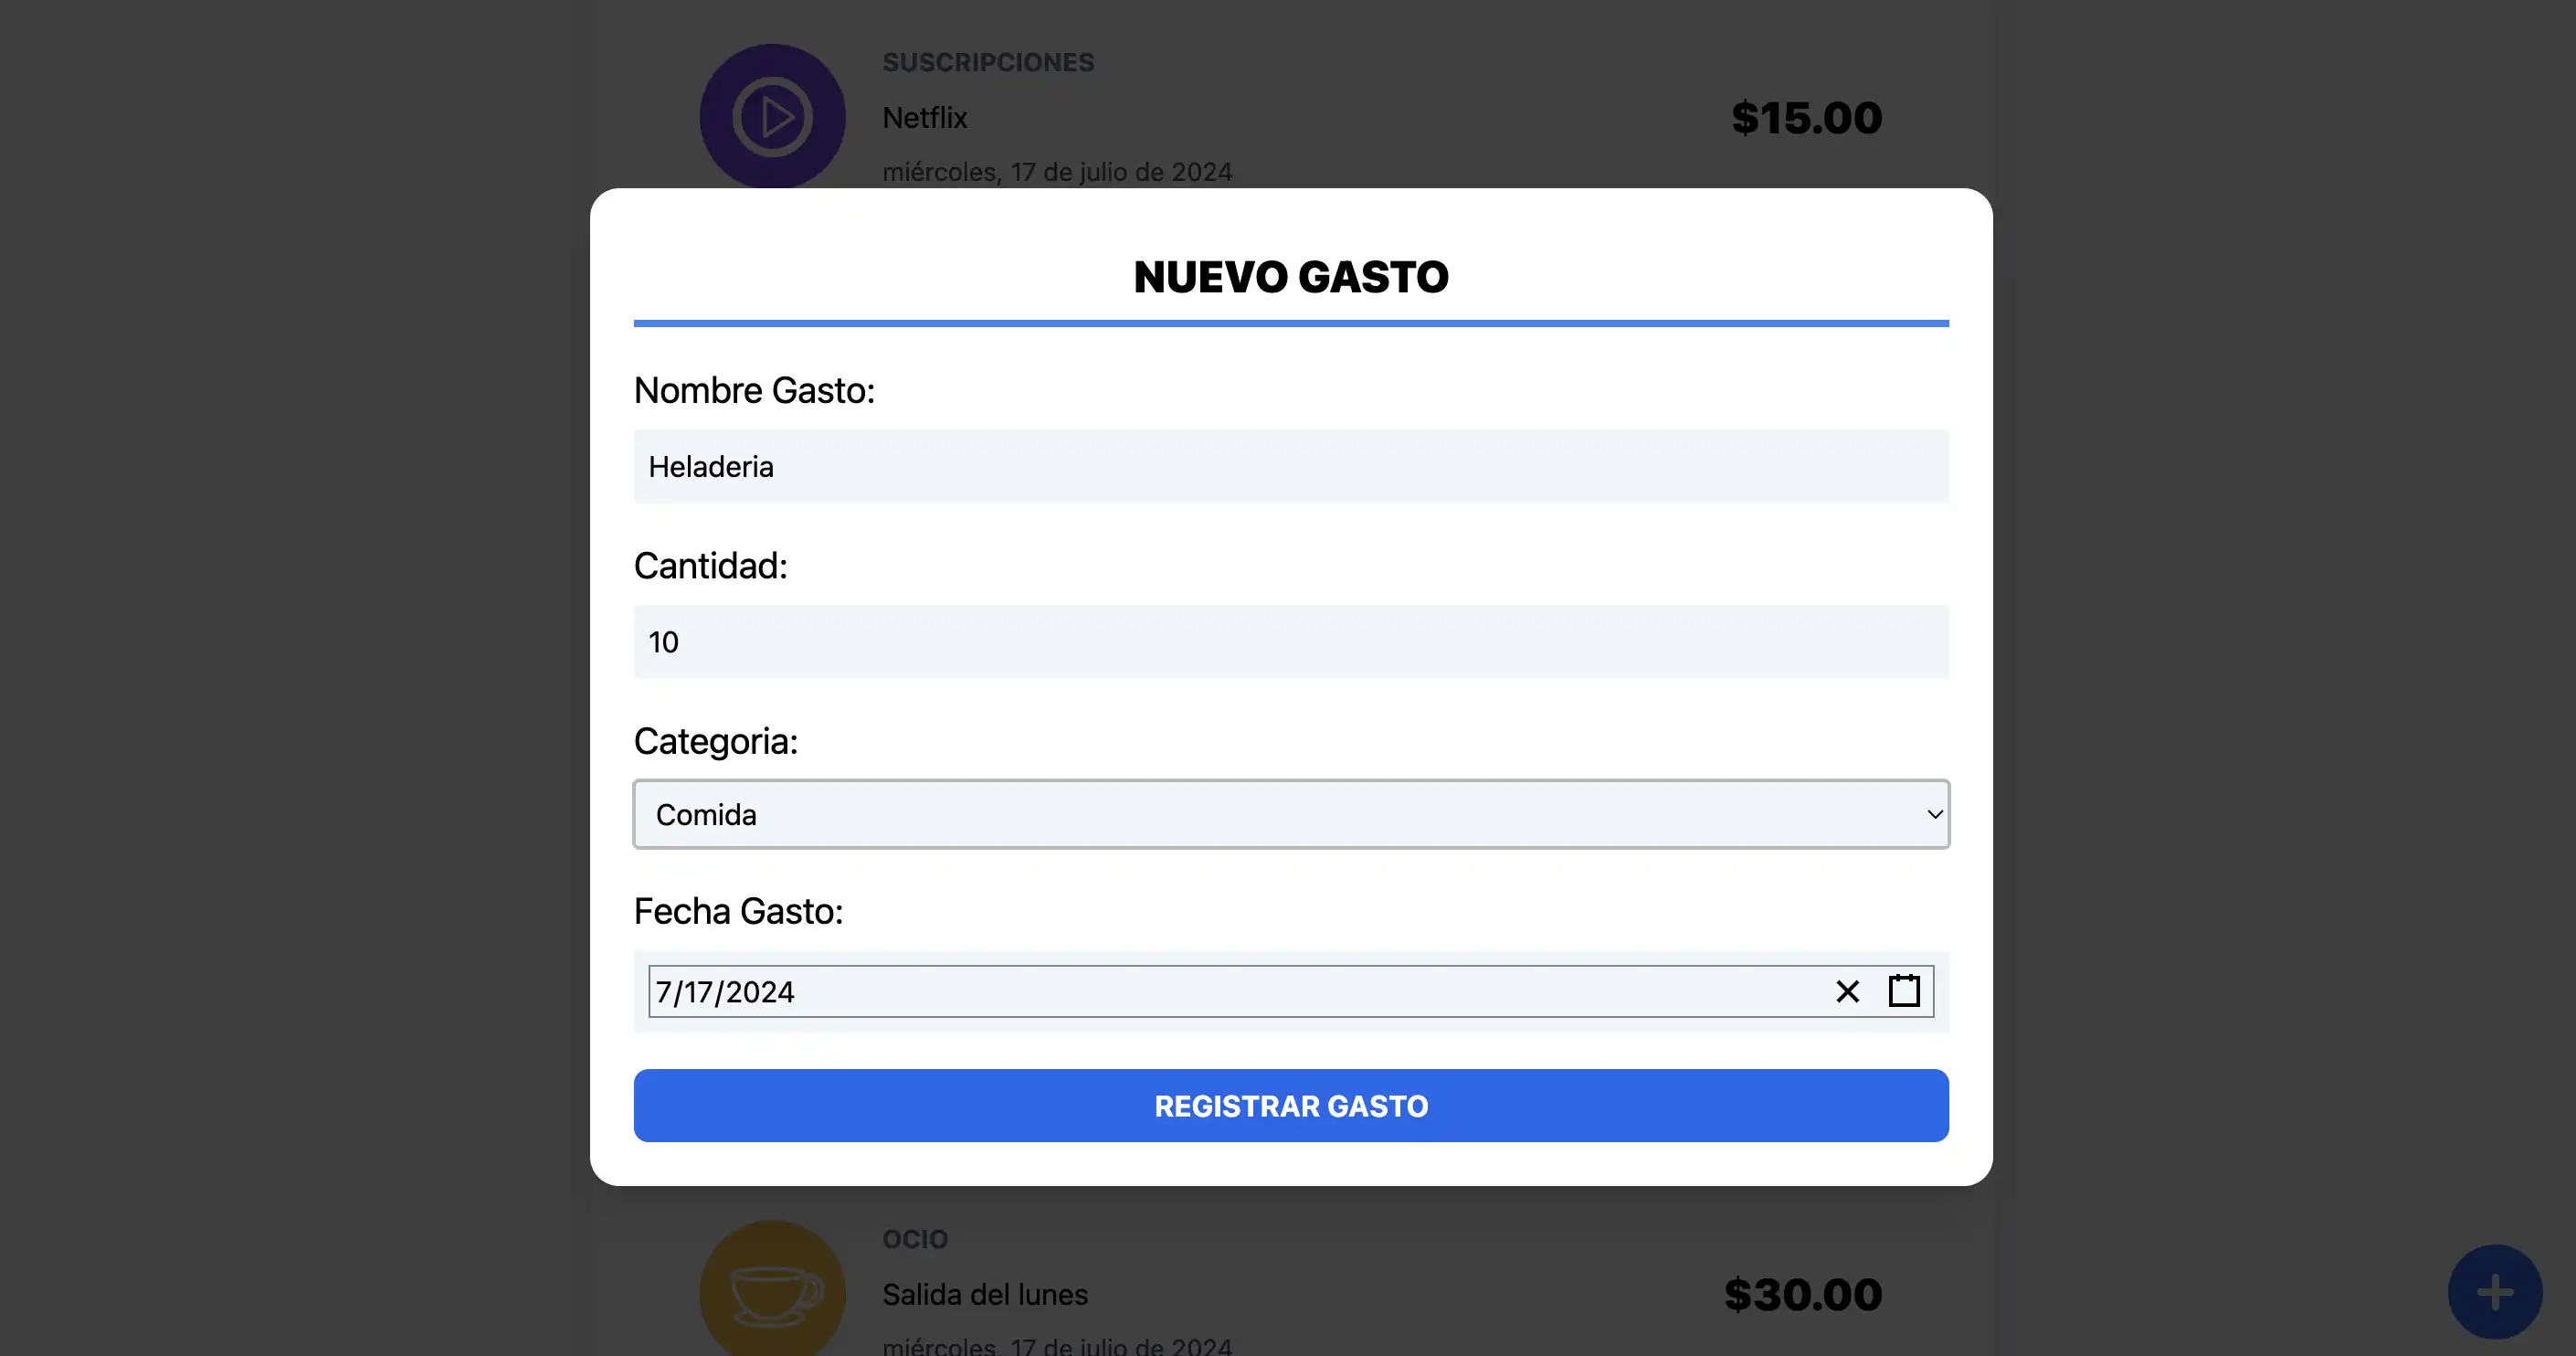 SUSCRIPCIONES
Netflix
$15.00
miércoles, 17 de julio de 2024
NUEVO GASTO
Nombre Gasto:
Heladeria
Cantidad:
10
Categoria:
Comida
Fecha Gasto:
7/17/2024
REGISTRAR GASTO
OCIO
Salida del lunes
$30.00
miércoles, 17 de julio de 2024